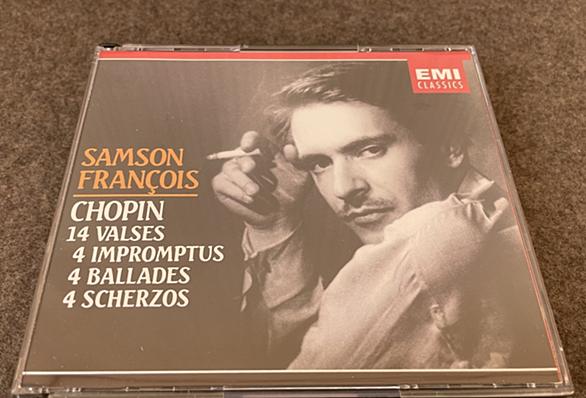 EMI
CLASSICS
SAMSON
FRANÇOIS
CHOPIN
14 VALSES
4 IMPROMPTUS
4 BALLADES
4 SCHERZOS